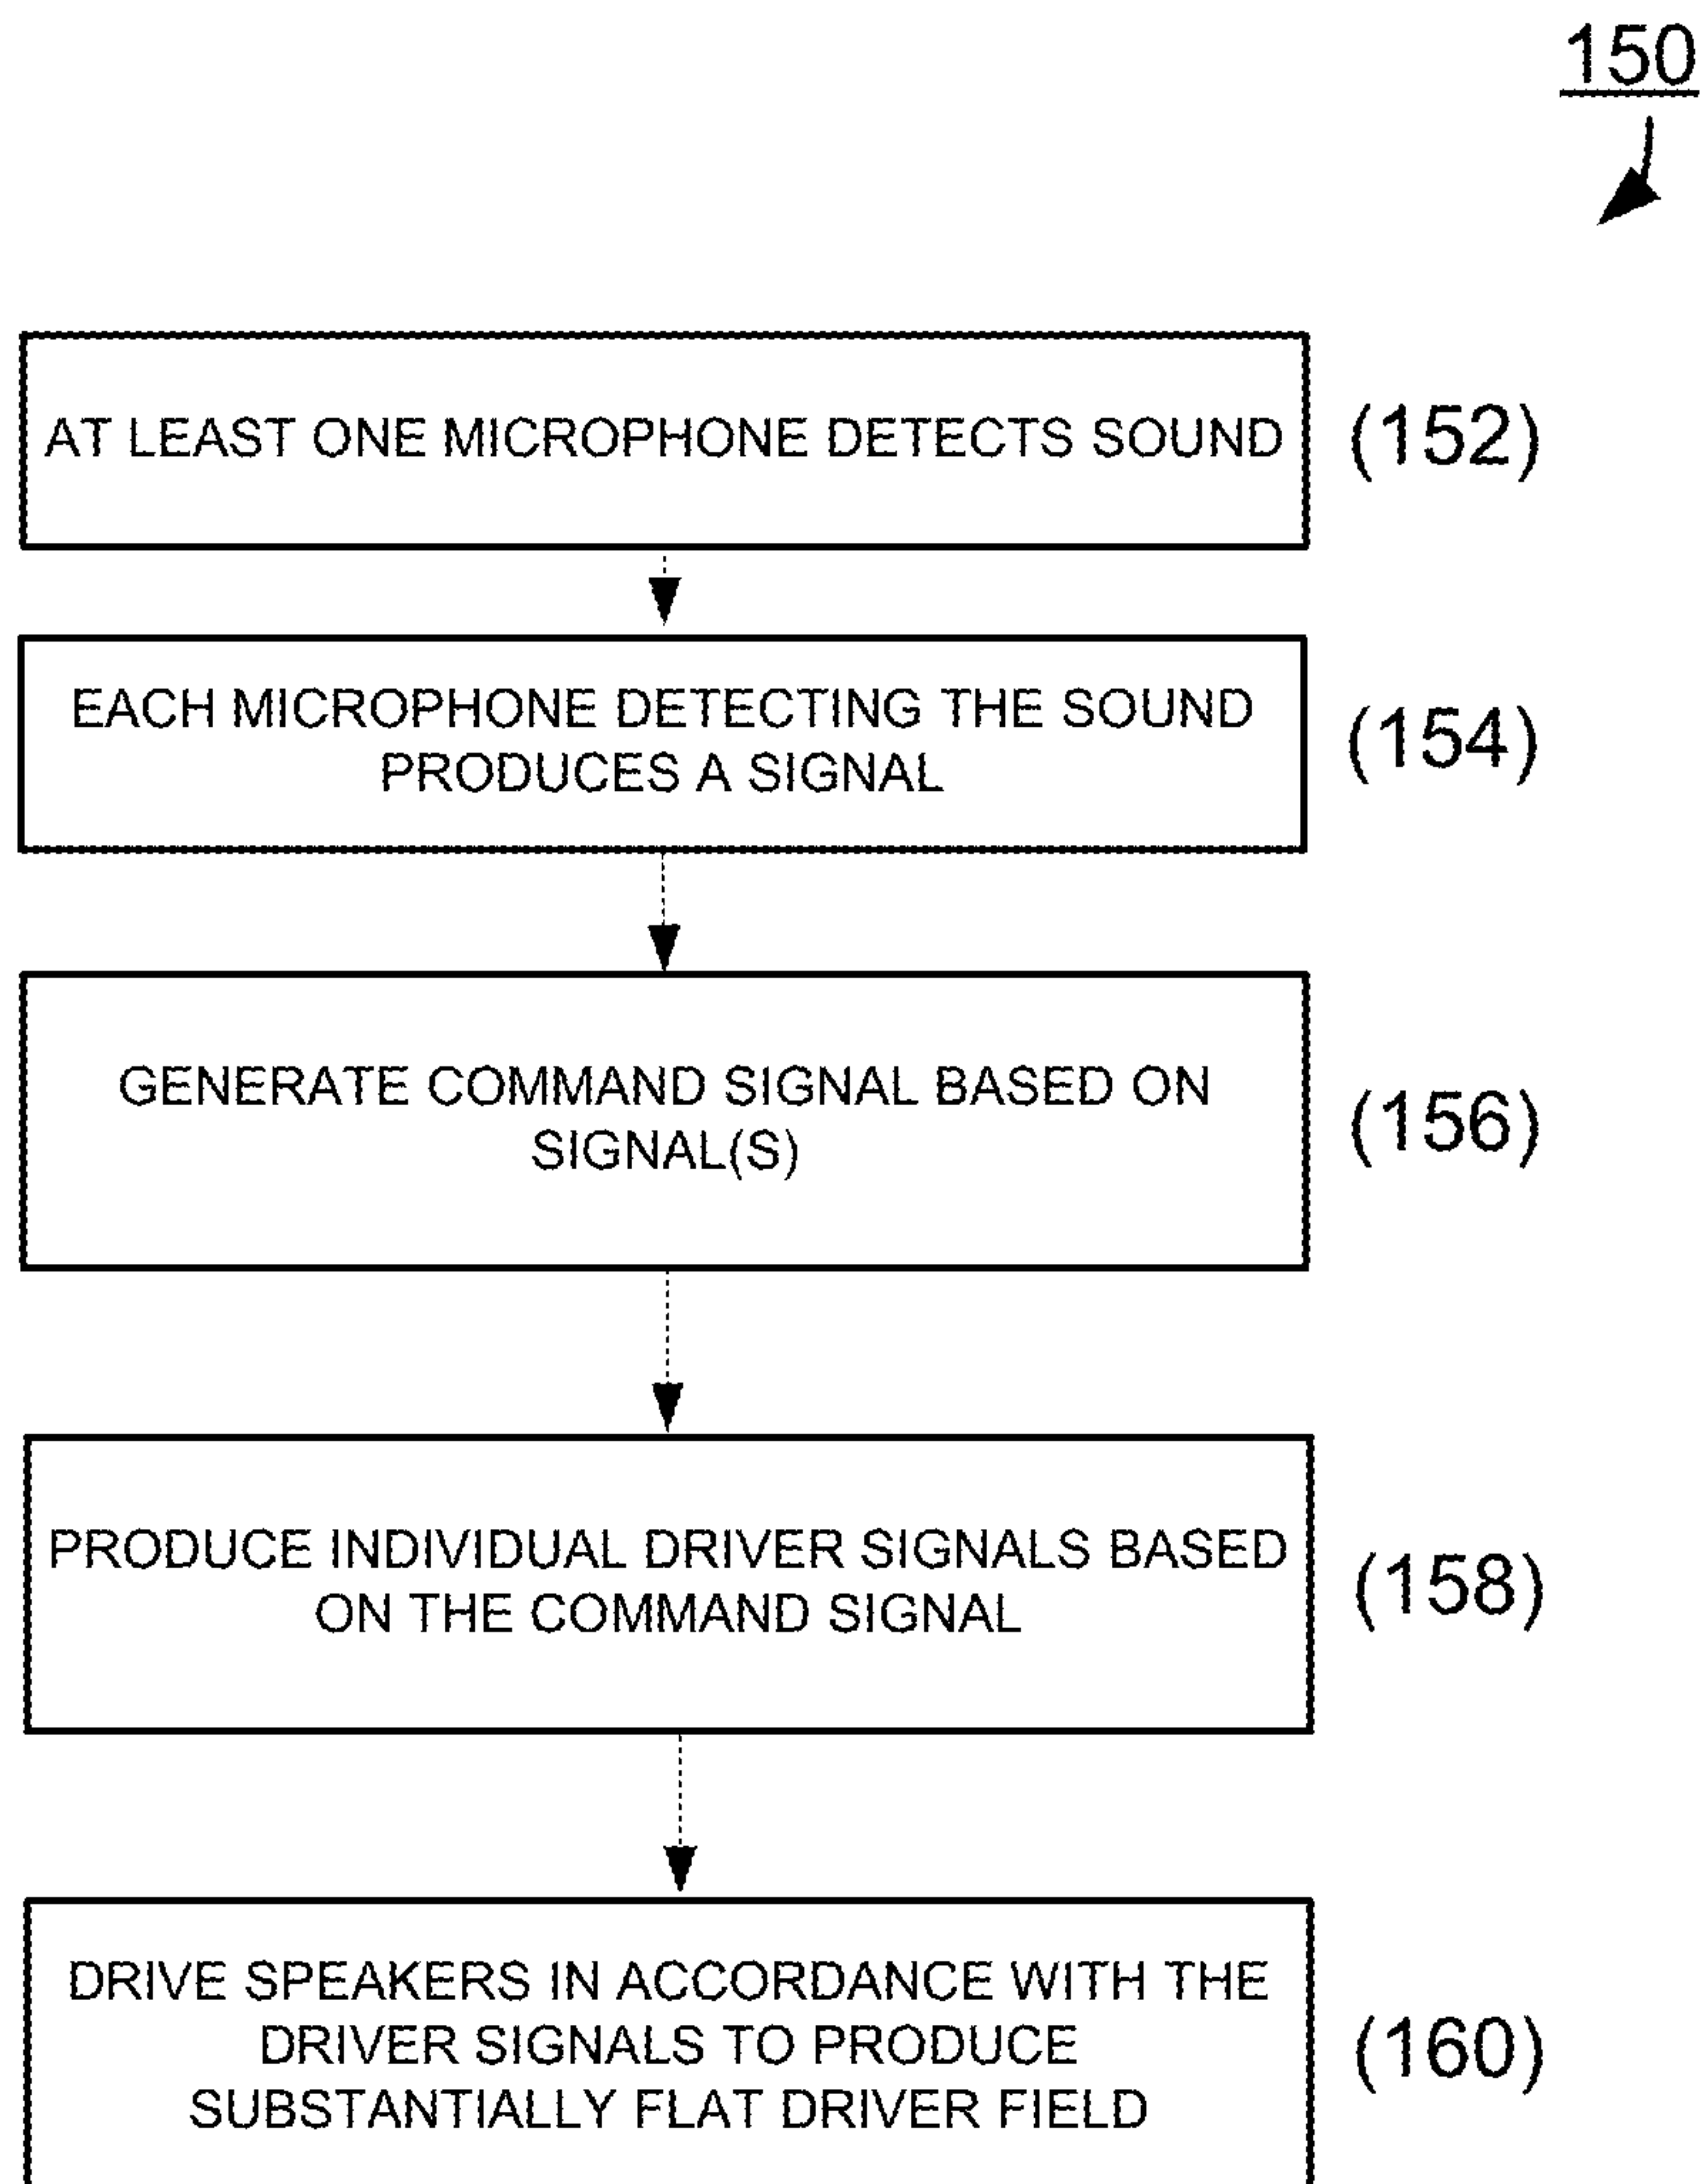 150
AT LEAST ONE MICROPHONE DETECTS SOUND
(152)
EACH MICROPHONE DETECTING THE SOUND
PRODUCES A SIGNAL
(154)
GENERATE COMMAND SIGNAL BASED ON
SIGNAL(S)
(156)
PRODUCE INDIVIDUAL DRIVER SIGNALS BASED
ON THE COMMAND SIGNAL
(158)
DRIVE SPEAKERS IN ACCORDANCE WITH THE
DRIVER SIGNALS TO PRODUCE
SUBSTANTIALLY FLAT DRIVER FIELD
(160)